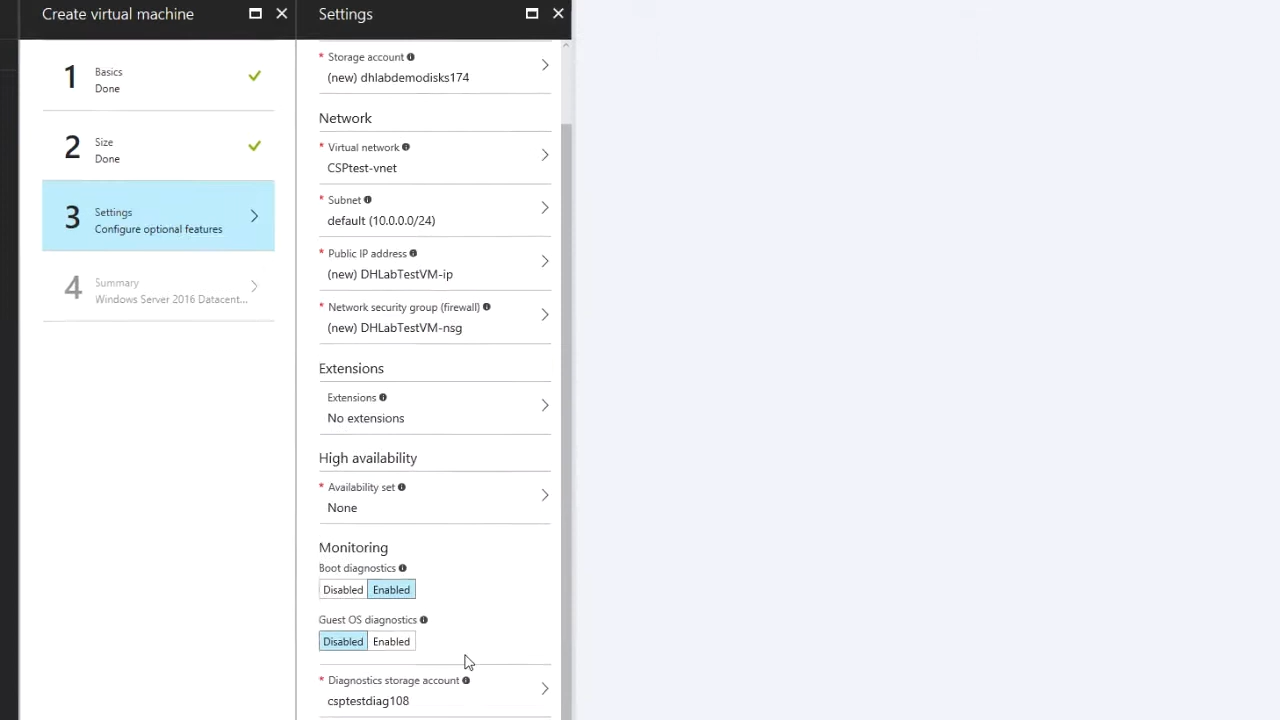 Create virtual machine
1
Basics
Done
2
Size
Done
3
Settings
Configure optional features
4
Summary
Windows Server 2016 Datacent...
Settings
* Storage account
(new) dhlabdemodisks174
Network
* Virtual network
CSPtest-vnet
* Subnet
default (10.0.0.0/24)
* Public IP address
(new) DHLabTestVM-ip
* Network security group (firewall)
(new) DHLabTestVM-nsg
Extensions
Extensions
No extensions
High availability
* Availability set
None
Monitoring
Boot diagnostics
Disabled Enabled
Guest OS diagnostics
Disabled Enabled
* Diagnostics storage account
csptestdiag108